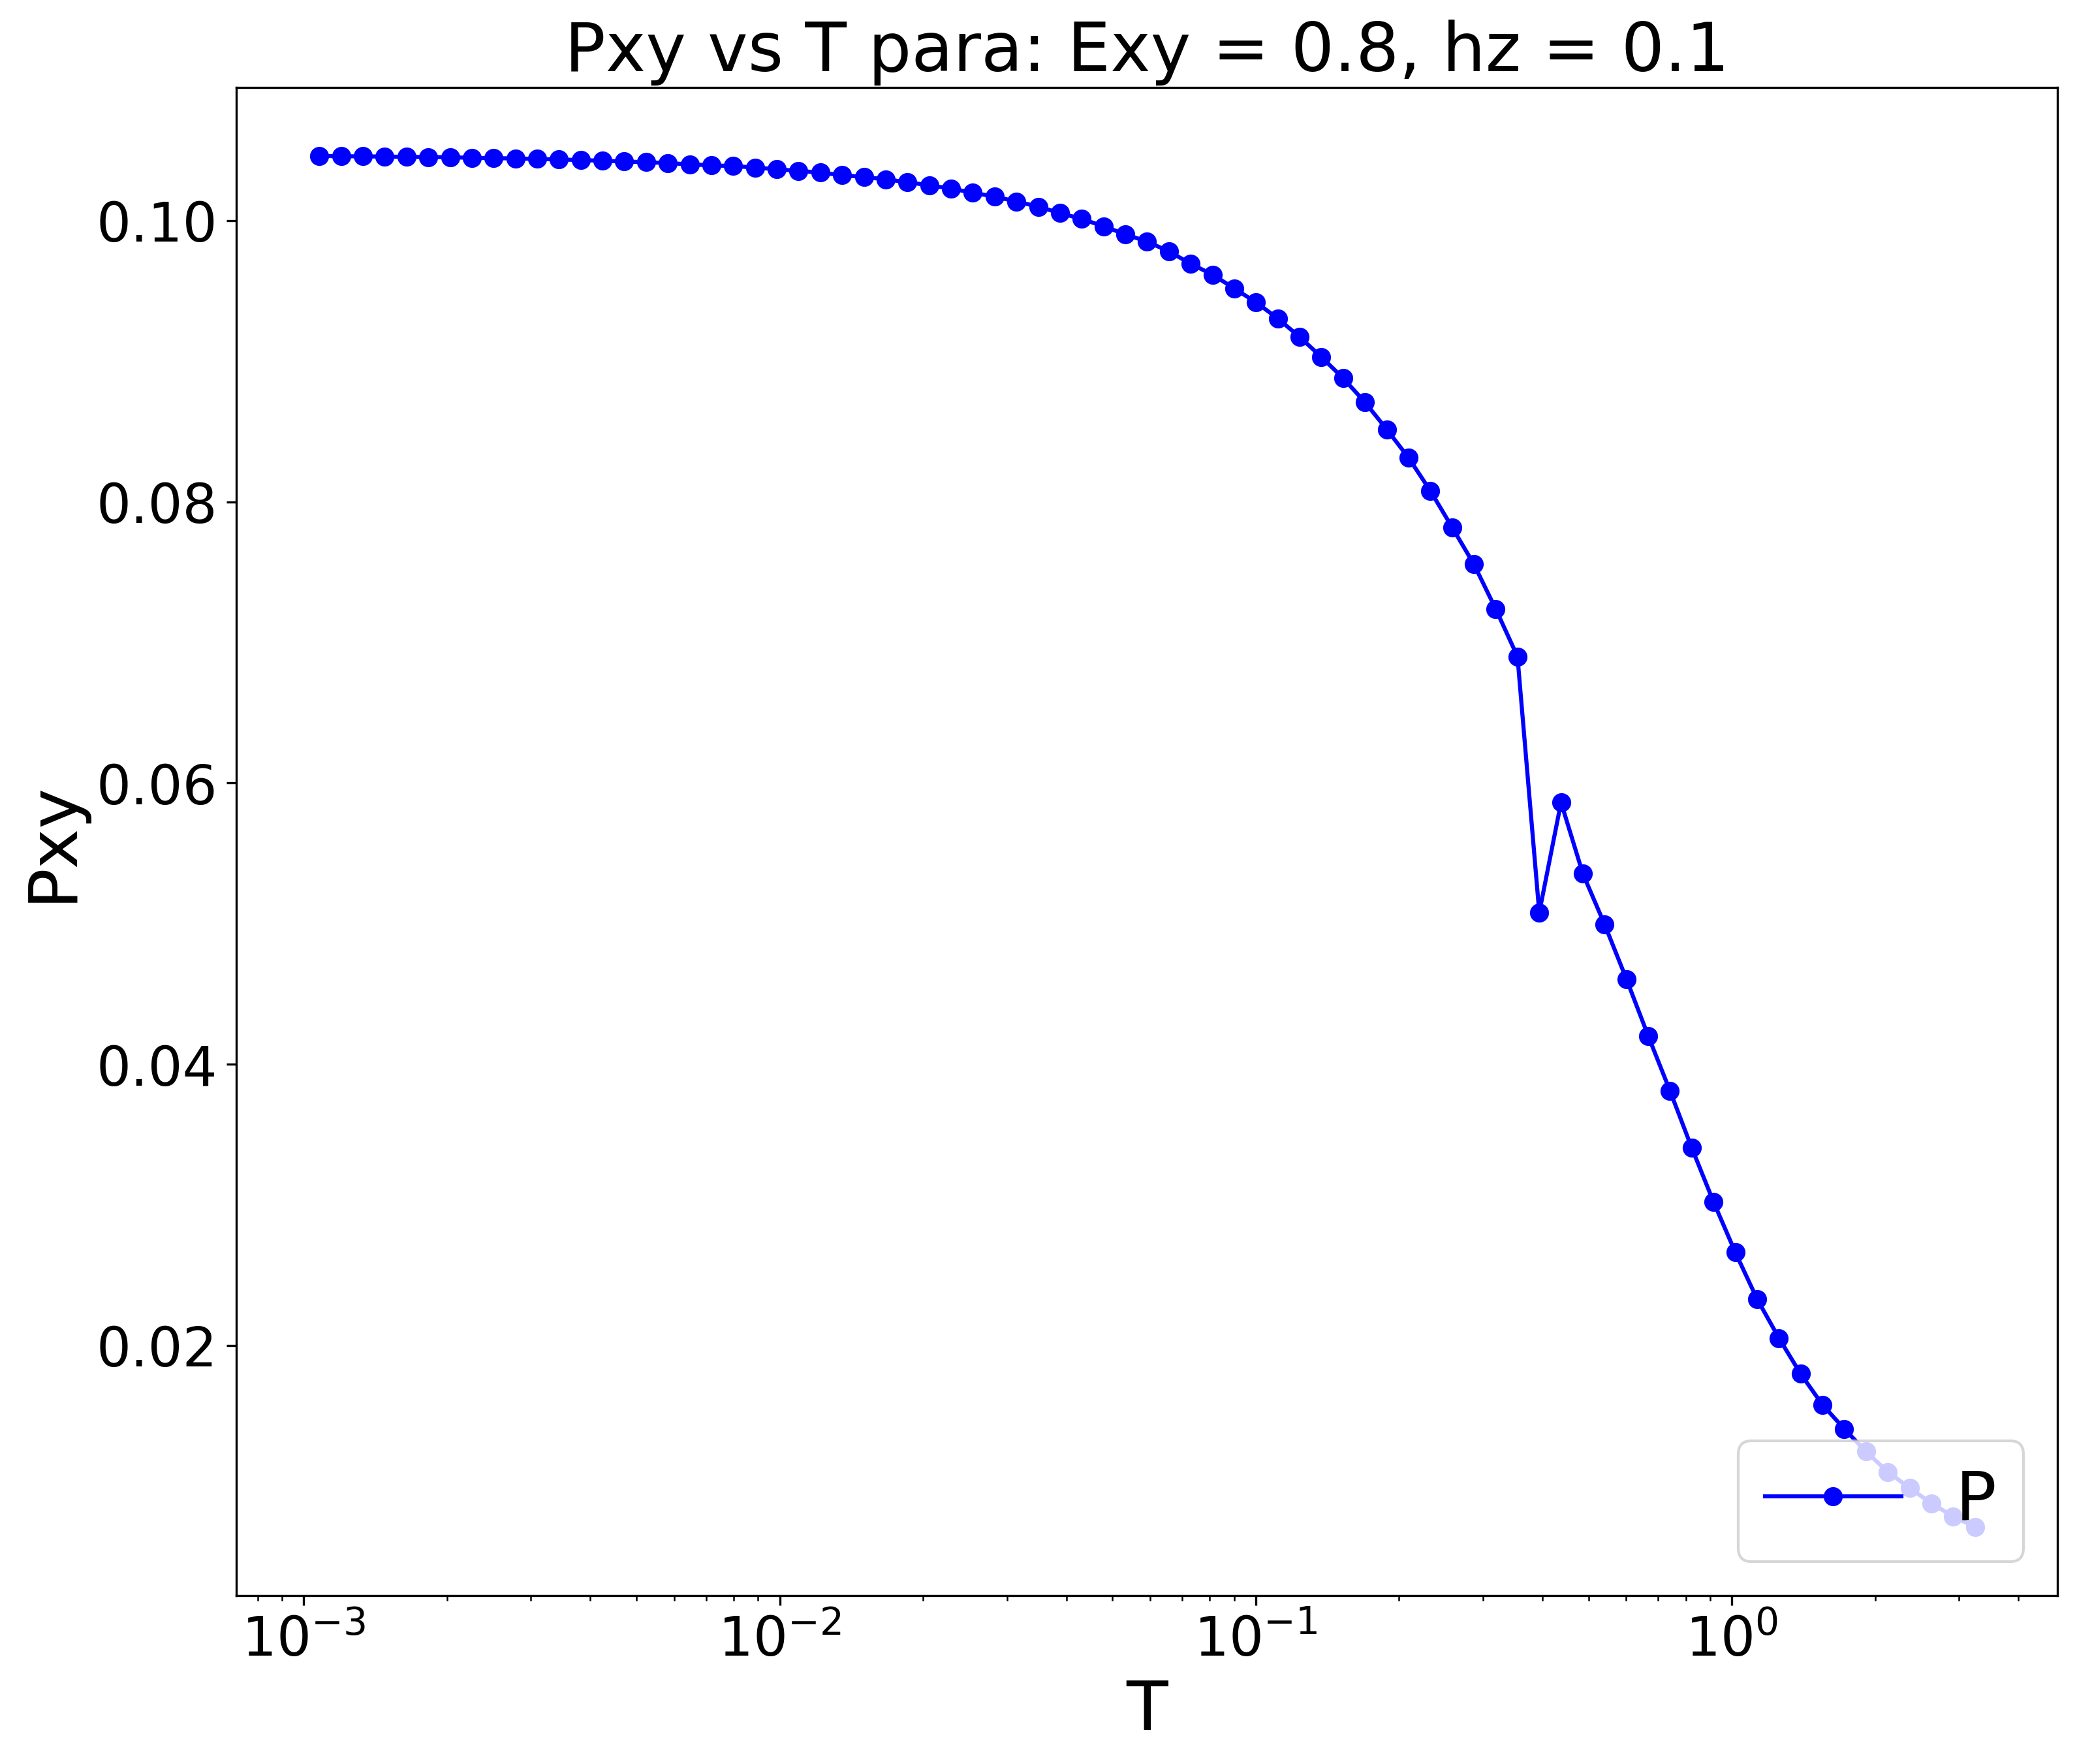 Pxy vs T para: Exy = 0.8, hz = 0.1
Pxy
0.10
0.08
0.06
0.04
0.02
10⁻³
10⁻²
10⁻¹
10⁰
T
P